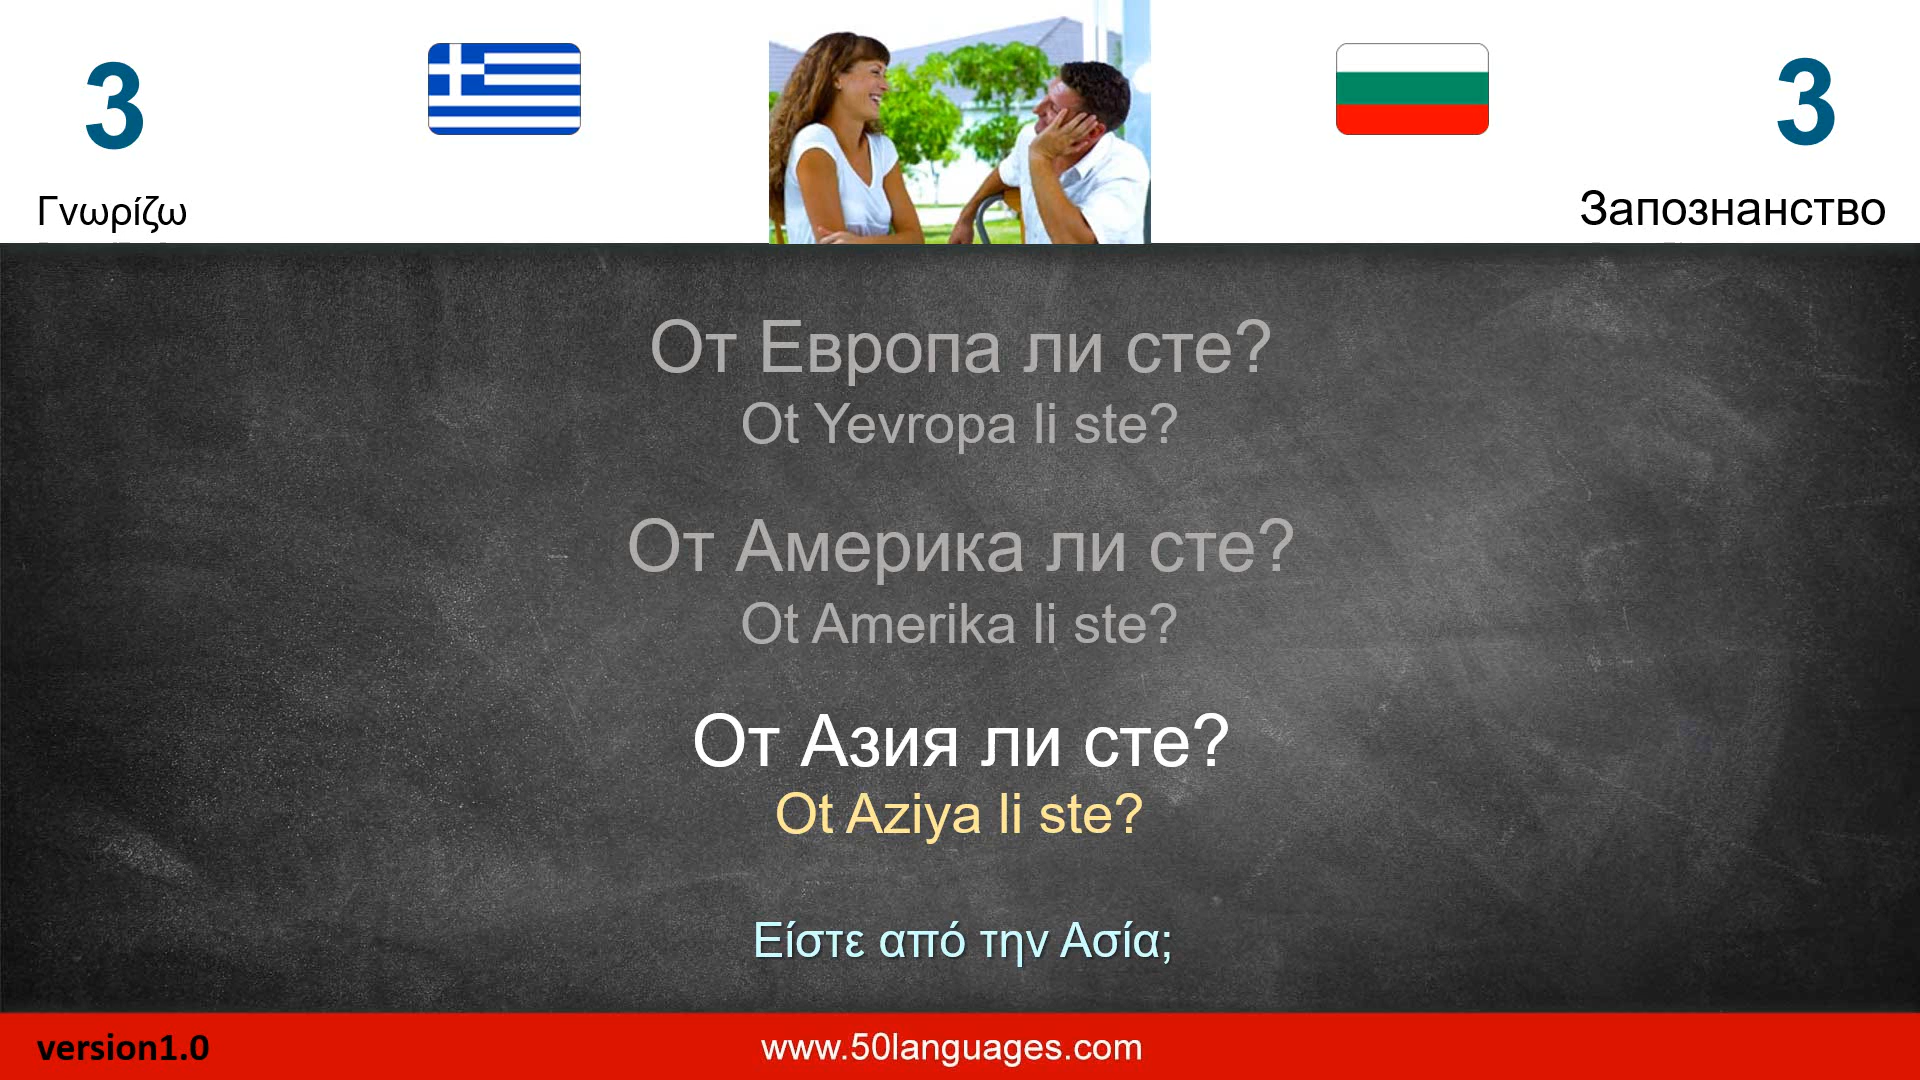 3
3
Γνωρίζω
Запознанство
От Европа ли сте?
Ot Yevropa li ste?
От Америка ли сте?
Ot Amerika li ste?
От Азия ли сте?
Ot Aziya li ste?
Είστε από την Ασία;
version1.0
www.50languages.com